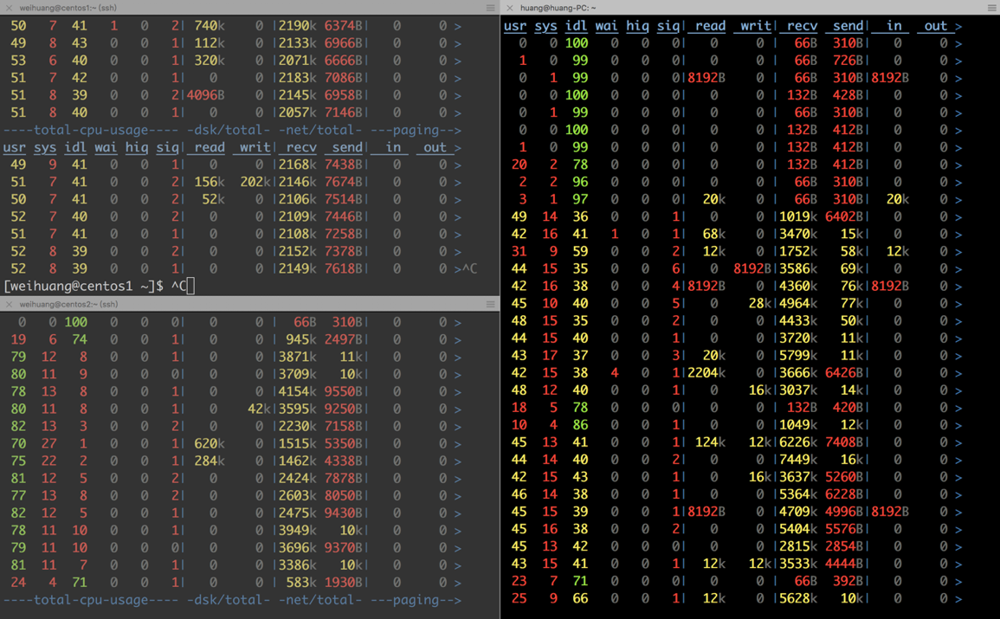 weihuang@centos1:~ (ssh)
50 7 41 1 0 2| 740k 0 |2190k 6374B| 0 0 >
49 8 43 0 0 1| 112k 0 |2133k 6966B| 0 0 >
53 6 40 0 0 1| 320k 0 |2071k 6666B| 0 0 >
51 7 42 0 0 1| 0 0 |2183k 7086B| 0 0 >
51 8 39 0 0 2|4096B 0 |2145k 6958B| 0 0 >
51 8 40 0 0 1| 0 0 |2057k 7146B| 0 0 >
----total-cpu-usage---- -dsk/total- -net/total- ---paging-->
usr sys idl wai hiq siq| read writ| recv send| in out >
49 9 41 0 0 1| 0 0 |2168k 7438B| 0 0 >
51 7 41 0 0 2| 156k 202k|2146k 7674B| 0 0 >
50 7 41 0 0 2| 52k 0 |2106k 7514B| 0 0 >
52 7 40 0 0 2| 0 0 |2109k 7446B| 0 0 >
51 7 41 0 0 1| 0 0 |2108k 7258B| 0 0 >
52 8 39 0 0 2| 0 0 |2152k 7378B| 0 0 >
52 8 39 0 0 1| 0 0 |2149k 7618B| 0 0 >^C
[weihuang@centos1 ~]$ ^C
weihuang@centos2:~ (ssh)
0 0 100 0 0 0| 0 0 | 66B 310B| 0 0 >
19 6 74 0 0 1| 0 0 | 945k 2497B| 0 0 >
79 12 8 0 0 1| 0 0 |3871k 11k| 0 0 >
80 11 9 0 0 0| 0 0 |3709k 10k| 0 0 >
78 13 8 0 0 1| 0 0 |4154k 9550B| 0 0 >
80 11 8 0 0 1| 0 42k|3595k 9250B| 0 0 >
82 13 3 0 0 2| 0 0 |2230k 7158B| 0 0 >
70 27 1 0 0 1| 620k 0 |1515k 5350B| 0 0 >
75 22 2 0 0 1| 284k 0 |1462k 4338B| 0 0 >
81 12 5 0 0 2| 0 0 |2424k 7878B| 0 0 >
77 13 8 0 0 2| 0 0 |2603k 8050B| 0 0 >
82 12 5 0 0 1| 0 0 |2475k 9430B| 0 0 >
78 11 10 0 0 1| 0 0 |3949k 10k| 0 0 >
79 11 10 0 0 0| 0 0 |3696k 9370B| 0 0 >
81 11 7 0 0 1| 0 0 |3386k 10k| 0 0 >
24 4 71 0 0 1| 0 0 | 583k 1930B| 0 0 >
----total-cpu-usage---- -dsk/total- -net/total- ---paging-->
huang@huang-PC: ~
usr sys idl wai hiq siq| read writ| recv send| in out >
0 0 100 0 0 0| 0 0 | 66B 310B| 0 0 >
1 0 99 0 0 0| 0 0 | 66B 726B| 0 0 >
0 1 99 0 0 0|8192B 0 | 66B 310B|8192B 0 >
0 0 100 0 0 0| 0 0 | 132B 428B| 0 0 >
0 1 99 0 0 0| 0 0 | 66B 310B| 0 0 >
0 0 100 0 0 0| 0 0 | 132B 412B| 0 0 >
1 0 99 0 0 0| 0 0 | 132B 412B| 0 0 >
20 2 78 0 0 0| 0 0 | 132B 412B| 0 0 >
2 2 96 0 0 0| 0 0 | 66B 310B| 0 0 >
3 1 97 0 0 0| 20k 0 | 66B 310B| 20k 0 >
49 14 36 0 0 1| 0 0 |1019k 6402B| 0 0 >
42 16 41 1 0 1| 68k 0 |3470k 15k| 0 0 >
31 9 59 0 0 2| 12k 0 |1752k 58k| 12k 0 >
44 15 35 0 0 6| 0 8192B|3586k 69k| 0 0 >
42 16 38 0 0 4|8192B 0 |4360k 76k|8192B 0 >
45 10 40 0 0 5| 0 28k|4964k 77k| 0 0 >
48 15 35 0 0 2| 0 0 |4433k 50k| 0 0 >
44 15 40 0 0 1| 0 0 |3720k 11k| 0 0 >
43 17 37 0 0 3| 20k 0 |5799k 11k| 0 0 >
42 15 38 4 0 1|2204k 0 |3666k 6426B| 0 0 >
48 12 40 0 0 1| 0 16k|3037k 14k| 0 0 >
18 5 78 0 0 0| 0 0 | 132B 420B| 0 0 >
10 4 86 0 0 1| 0 0 |1049k 12k| 0 0 >
45 13 41 0 0 1| 124k 12k|6226k 7408B| 0 0 >
44 14 40 0 0 2| 0 0 |7449k 16k| 0 0 >
42 15 43 0 0 1| 0 16k|3637k 5260B| 0 0 >
46 14 38 0 0 1| 0 0 |5364k 6228B| 0 0 >
45 15 39 0 0 1|8192B 0 |4709k 4996B|8192B 0 >
45 16 38 0 0 2| 0 0 |5404k 5576B| 0 0 >
45 13 42 0 0 0| 0 0 |2815k 2854B| 0 0 >
43 15 41 0 0 1| 12k 12k|3533k 4444B| 0 0 >
23 7 71 0 0 0| 0 0 | 66B 392B| 0 0 >
25 9 66 0 0 1| 12k 0 |5628k 10k| 0 0 >